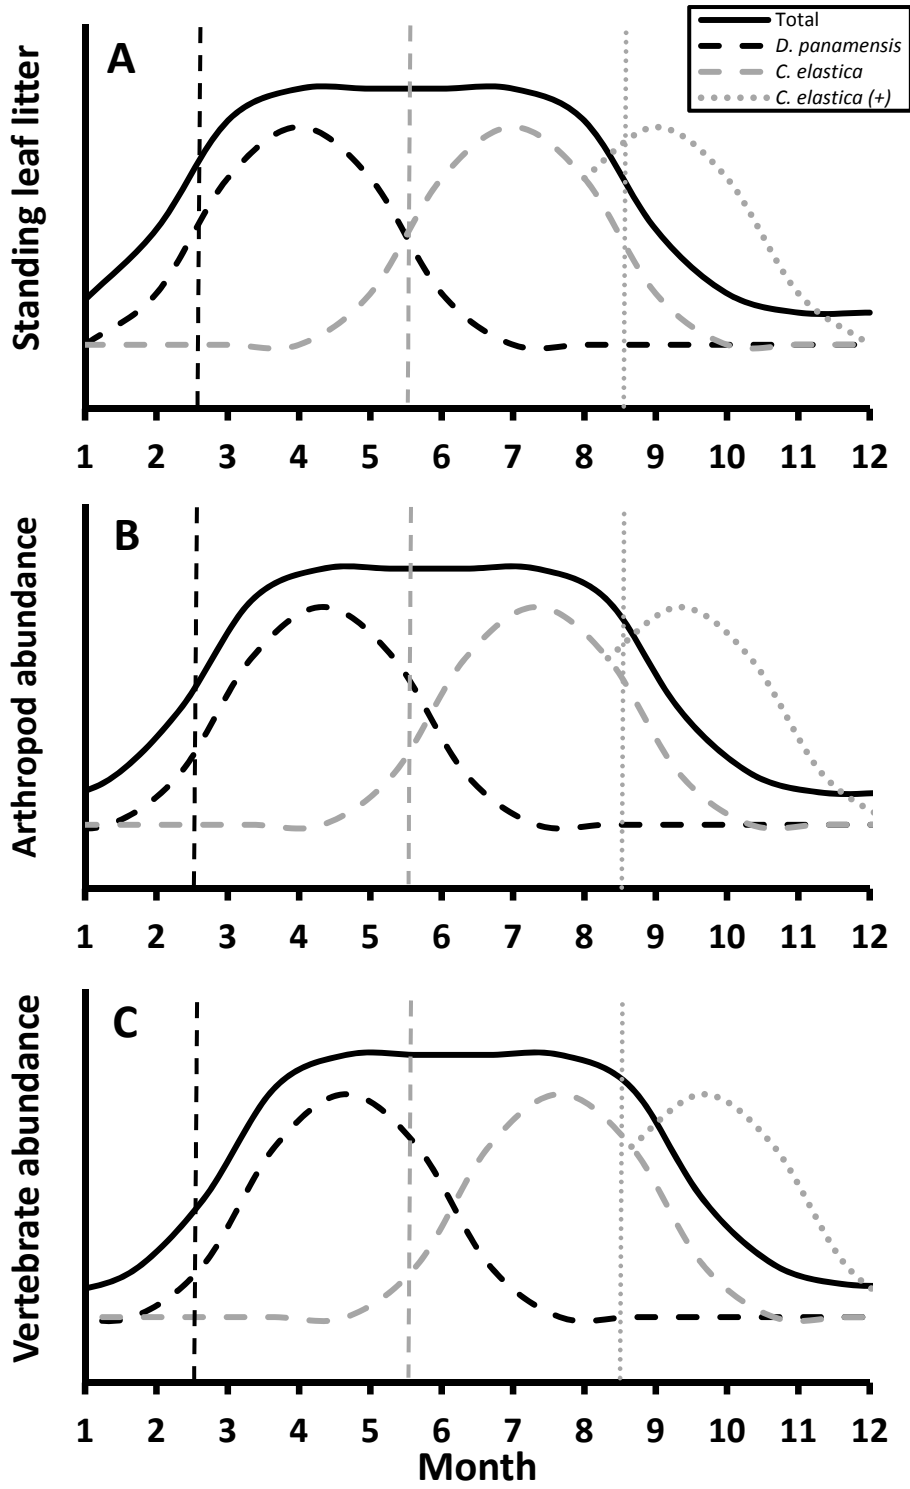 Total
D. panamensis
C. elastica
C. elastica (+)
A
Standing leaf litter
1 2 3 4 5 6 7 8 9 10 11 12
B
Arthropod abundance
1 2 3 4 5 6 7 8 9 10 11 12
C
Vertebrate abundance
1 2 3 4 5 6 7 8 9 10 11 12
Month